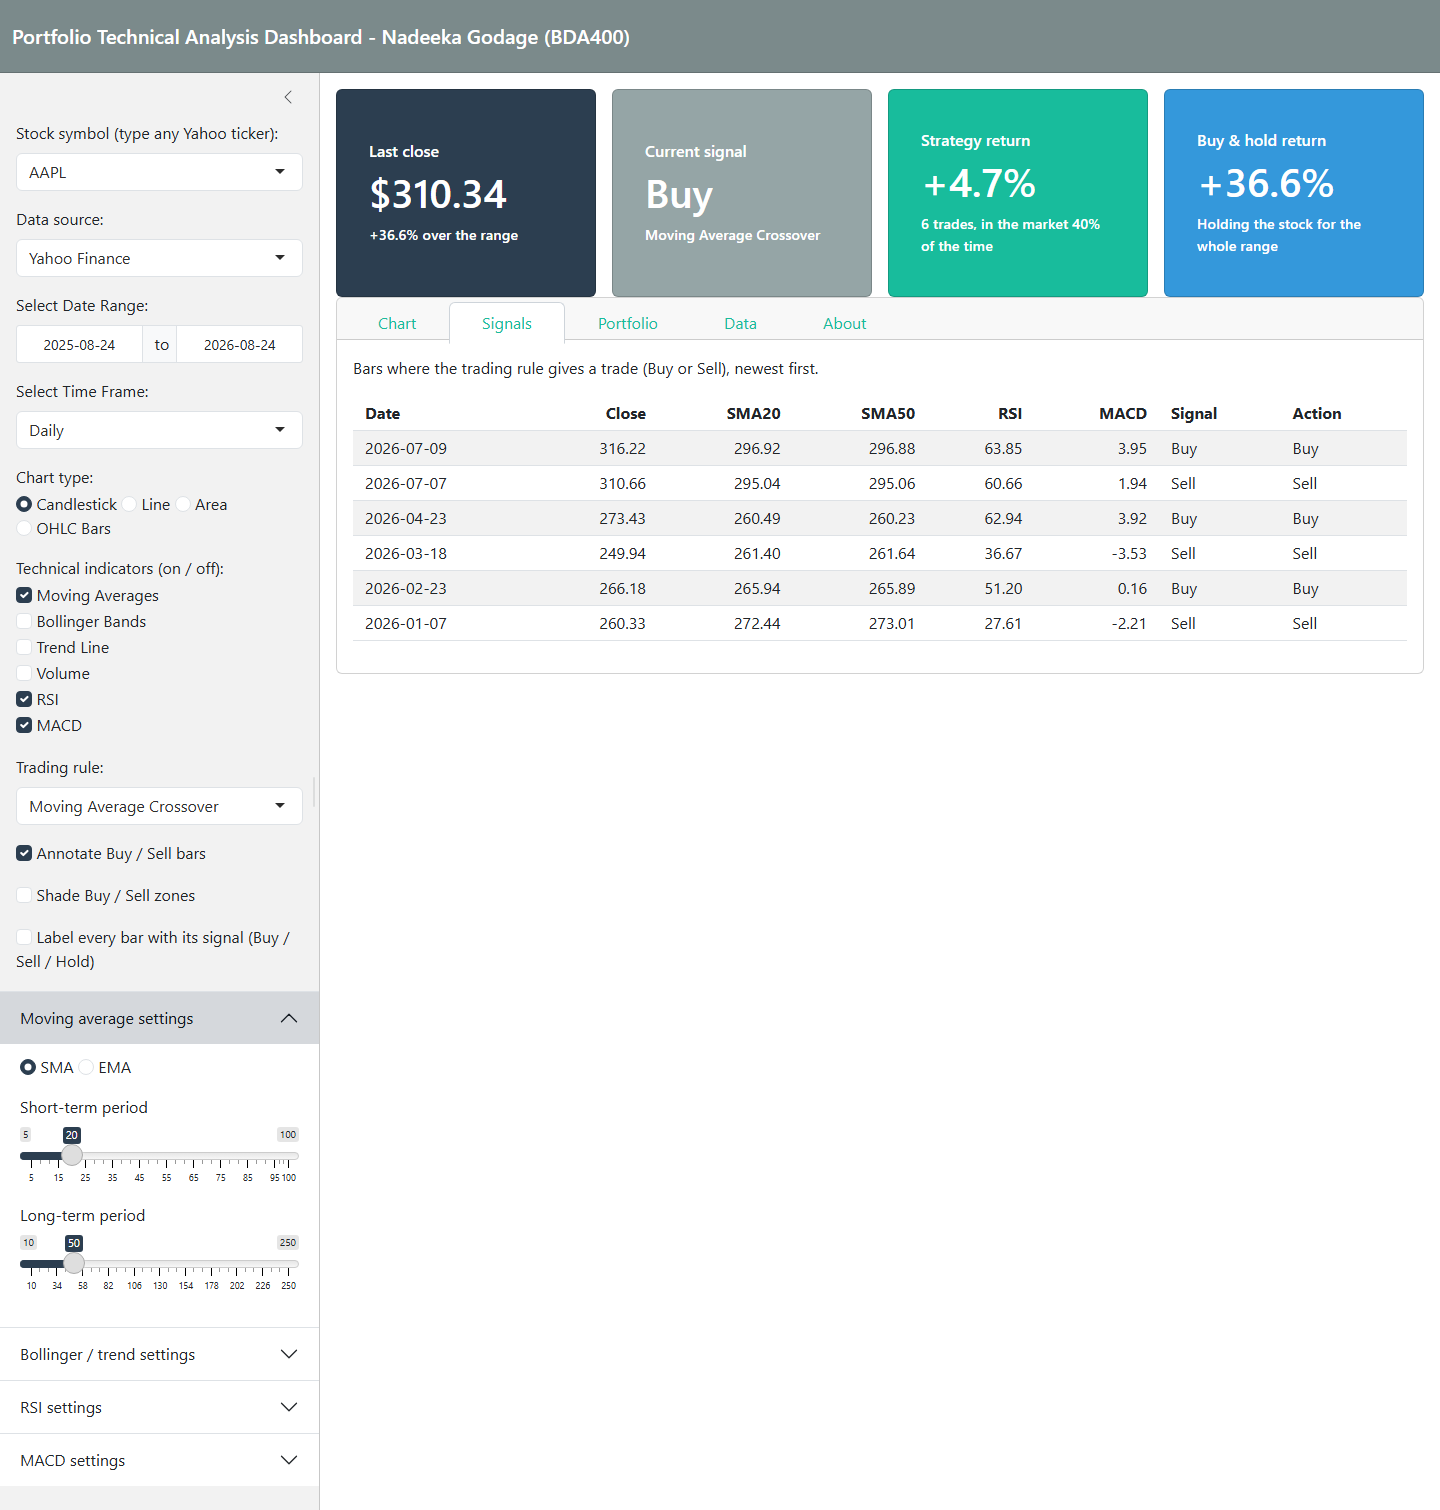 Portfolio Technical Analysis Dashboard - Nadeeka Godage (BDA400)
Stock symbol (type any Yahoo ticker):
AAPL
Data source:
Yahoo Finance
Select Date Range:
2025-08-24 to 2026-08-24
Select Time Frame:
Daily
Chart type:
Candlestick Line Area
OHLC Bars
Technical indicators (on / off):
Moving Averages
Bollinger Bands
Trend Line
Volume
RSI
MACD
Trading rule:
Moving Average Crossover
Annotate Buy / Sell bars
Shade Buy / Sell zones
Label every bar with its signal (Buy /
Sell / Hold)
Moving average settings
SMA EMA
Short-term period
5 20 100
5 15 25 35 45 55 65 75 85 95 100
Long-term period
10 50 250
10 34 58 82 106 130 154 178 202 226 250
Bollinger / trend settings
RSI settings
MACD settings
Last close
$310.34
+36.6% over the range
Current signal
Buy
Moving Average Crossover
Strategy return
+4.7%
6 trades, in the market 40%
of the time
Buy & hold return
+36.6%
Holding the stock for the
whole range
Chart Signals Portfolio Data About
Bars where the trading rule gives a trade (Buy or Sell), newest first.
Date Close SMA20 SMA50 RSI MACD Signal Action
2026-07-09 316.22 296.92 296.88 63.85 3.95 Buy Buy
2026-07-07 310.66 295.04 295.06 60.66 1.94 Sell Sell
2026-04-23 273.43 260.49 260.23 62.94 3.92 Buy Buy
2026-03-18 249.94 261.40 261.64 36.67 -3.53 Sell Sell
2026-02-23 266.18 265.94 265.89 51.20 0.16 Buy Buy
2026-01-07 260.33 272.44 273.01 27.61 -2.21 Sell Sell